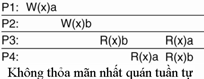 P1: W(x)a
P2: W(x)b
P3: R(x)b R(x)a
P4: R(x)a R(x)b
Không thỏa mãn nhất quán tuần tự